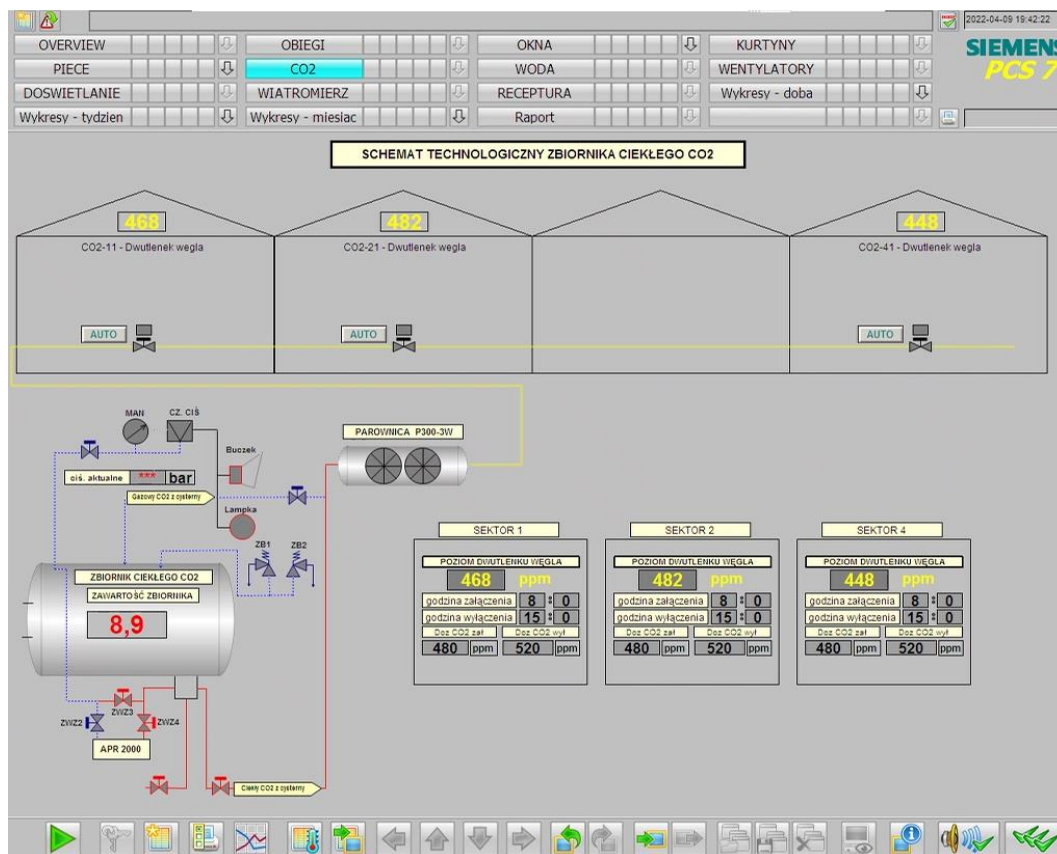 2022-04-09 19:42:22
OVERVIEW OBIEGI OKNA KURTYNY
SIEMENS
PIECE CO2 WODA WENTYLATORY
PCS 7
DOSWIETLANIE WIATROMIERZ RECEPTURA Wykresy - doba
Wykresy - tydzien Wykresy - miesiac Raport
SCHEMAT TECHNOLOGICZNY ZBIORNIKA CIEKŁEGO CO2
468 482 448
CO2-11 - Dwutlenek węgla CO2-21 - Dwutlenek węgla CO2-41 - Dwutlenek węgla
AUTO AUTO AUTO
MAN CZ. CIŚ
PAROWNICA P300-3W
Buczek
ciś. aktualne *** bar
Gazowy CO2 z cysterny
Lampka
ZB1 ZB2
ZBIORNIK CIEKŁEGO CO2
ZAWARTOŚĆ ZBIORNIKA
8,9
ZWZ2 ZWZ3 ZWZ4
APR 2000
Ciekły CO2 z cysterny
SEKTOR 1 SEKTOR 2 SEKTOR 4
POZIOM DWUTLENKU WĘGLA POZIOM DWUTLENKU WĘGLA POZIOM DWUTLENKU WĘGLA
468 ppm 482 ppm 448 ppm
godzina załączenia 8 : 0 godzina załączenia 8 : 0 godzina załączenia 8 : 0
godzina wyłączenia 15 : 0 godzina wyłączenia 15 : 0 godzina wyłączenia 15 : 0
Doz CO2 zał Doz CO2 wył Doz CO2 zał Doz CO2 wył Doz CO2 zał Doz CO2 wył
480 ppm 520 ppm 480 ppm 520 ppm 480 ppm 520 ppm